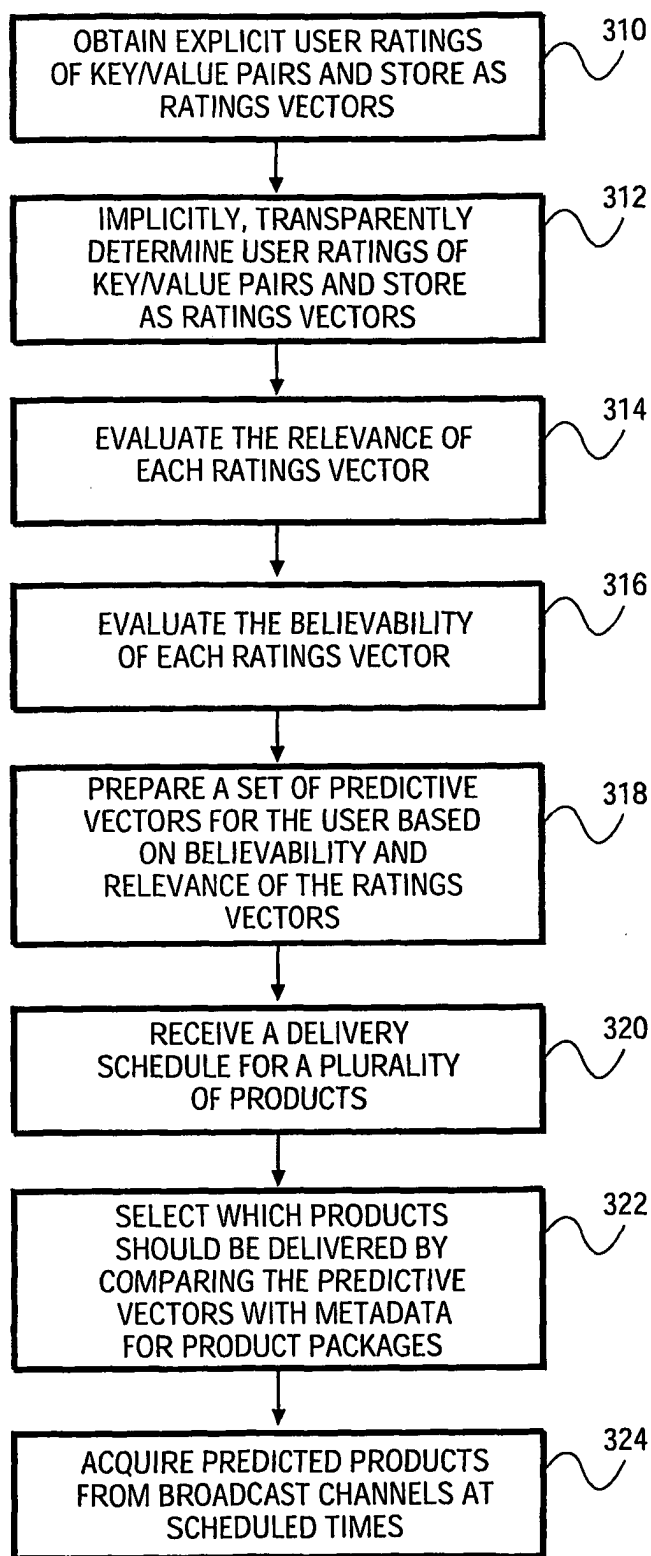 OBTAIN EXPLICIT USER RATINGS
OF KEY/VALUE PAIRS AND STORE AS
RATINGS VECTORS
310
IMPLICITLY, TRANSPARENTLY
DETERMINE USER RATINGS OF
KEY/VALUE PAIRS AND STORE
AS RATINGS VECTORS
312
EVALUATE THE RELEVANCE OF
EACH RATINGS VECTOR
314
EVALUATE THE BELIEVABILITY
OF EACH RATINGS VECTOR
316
PREPARE A SET OF PREDICTIVE
VECTORS FOR THE USER BASED
ON BELIEVABILITY AND
RELEVANCE OF THE RATINGS
VECTORS
318
RECEIVE A DELIVERY
SCHEDULE FOR A PLURALITY
OF PRODUCTS
320
SELECT WHICH PRODUCTS
SHOULD BE DELIVERED BY
COMPARING THE PREDICTIVE
VECTORS WITH METADATA
FOR PRODUCT PACKAGES
322
ACQUIRE PREDICTED PRODUCTS
FROM BROADCAST CHANNELS AT
SCHEDULED TIMES
324